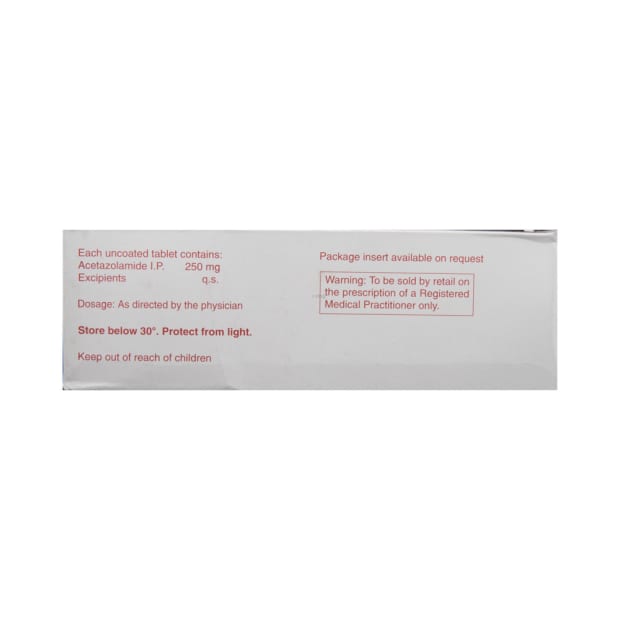 Each uncoated tablet contains:
Acetazolamide I.P. 250 mg
Excipients q.s.
Dosage: As directed by the physician
Store below 30°. Protect from light.
Keep out of reach of children
Package insert available on request
Warning: To be sold by retail on
the prescription of a Registered
Medical Practitioner only.